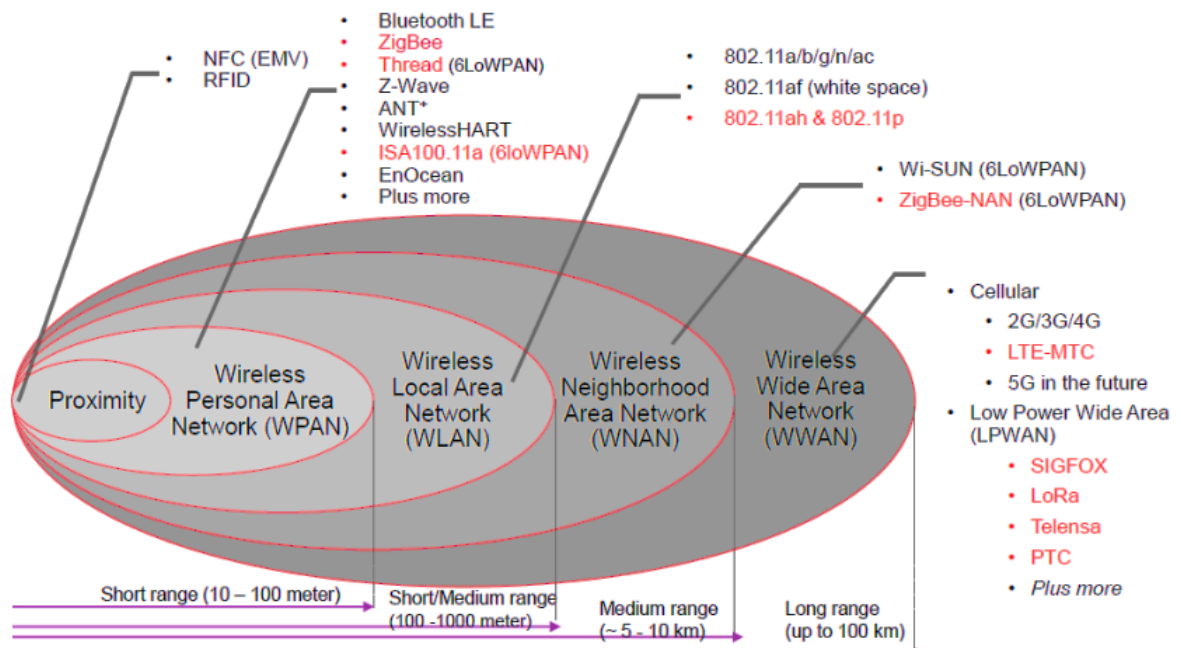 • NFC (EMV)
• RFID
• Bluetooth LE
• ZigBee
• Thread (6LoWPAN)
• Z-Wave
• ANT+
• WirelessHART
• ISA100.11a (6loWPAN)
• EnOcean
• Plus more
• 802.11a/b/g/n/ac
• 802.11af (white space)
• 802.11ah & 802.11p
• Wi-SUN (6LoWPAN)
• ZigBee-NAN (6LoWPAN)
• Cellular
• 2G/3G/4G
• LTE-MTC
• 5G in the future
• Low Power Wide Area
(LPWAN)
• SIGFOX
• LoRa
• Telensa
• PTC
• Plus more
Proximity
Wireless
Personal Area
Network (WPAN)
Wireless
Local Area
Network
(WLAN)
Wireless
Neighborhood
Area Network
(WNAN)
Wireless
Wide Area
Network
(WWAN)
Short range (10 – 100 meter)
Short/Medium range
(100 -1000 meter)
Medium range
(~ 5 - 10 km)
Long range
(up to 100 km)